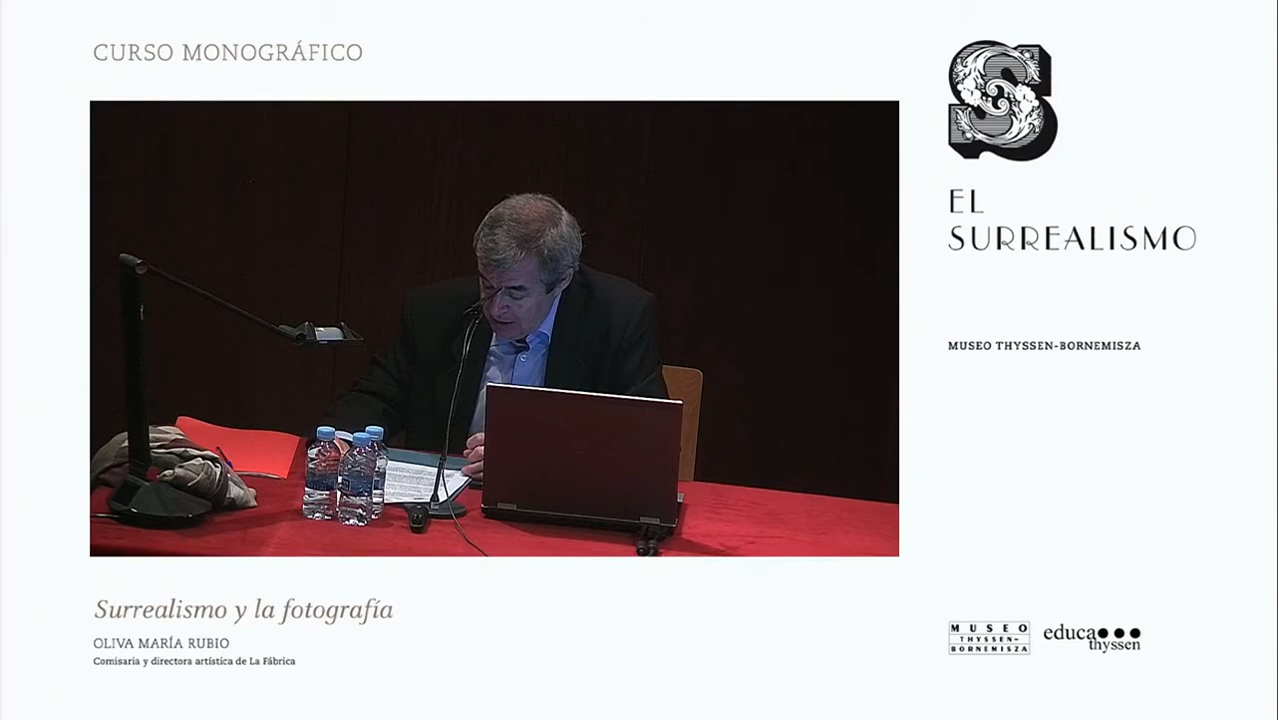 CURSO MONOGRÁFICO
S
EL
SURREALISMO
MUSEO THYSSEN-BORNEMISZA
Surrealismo y la fotografía
OLIVA MARÍA RUBIO
Comisaria y directora artística de La Fábrica
MUSEO
THYSSEN-
BORNEMISZA
educa
thyssen